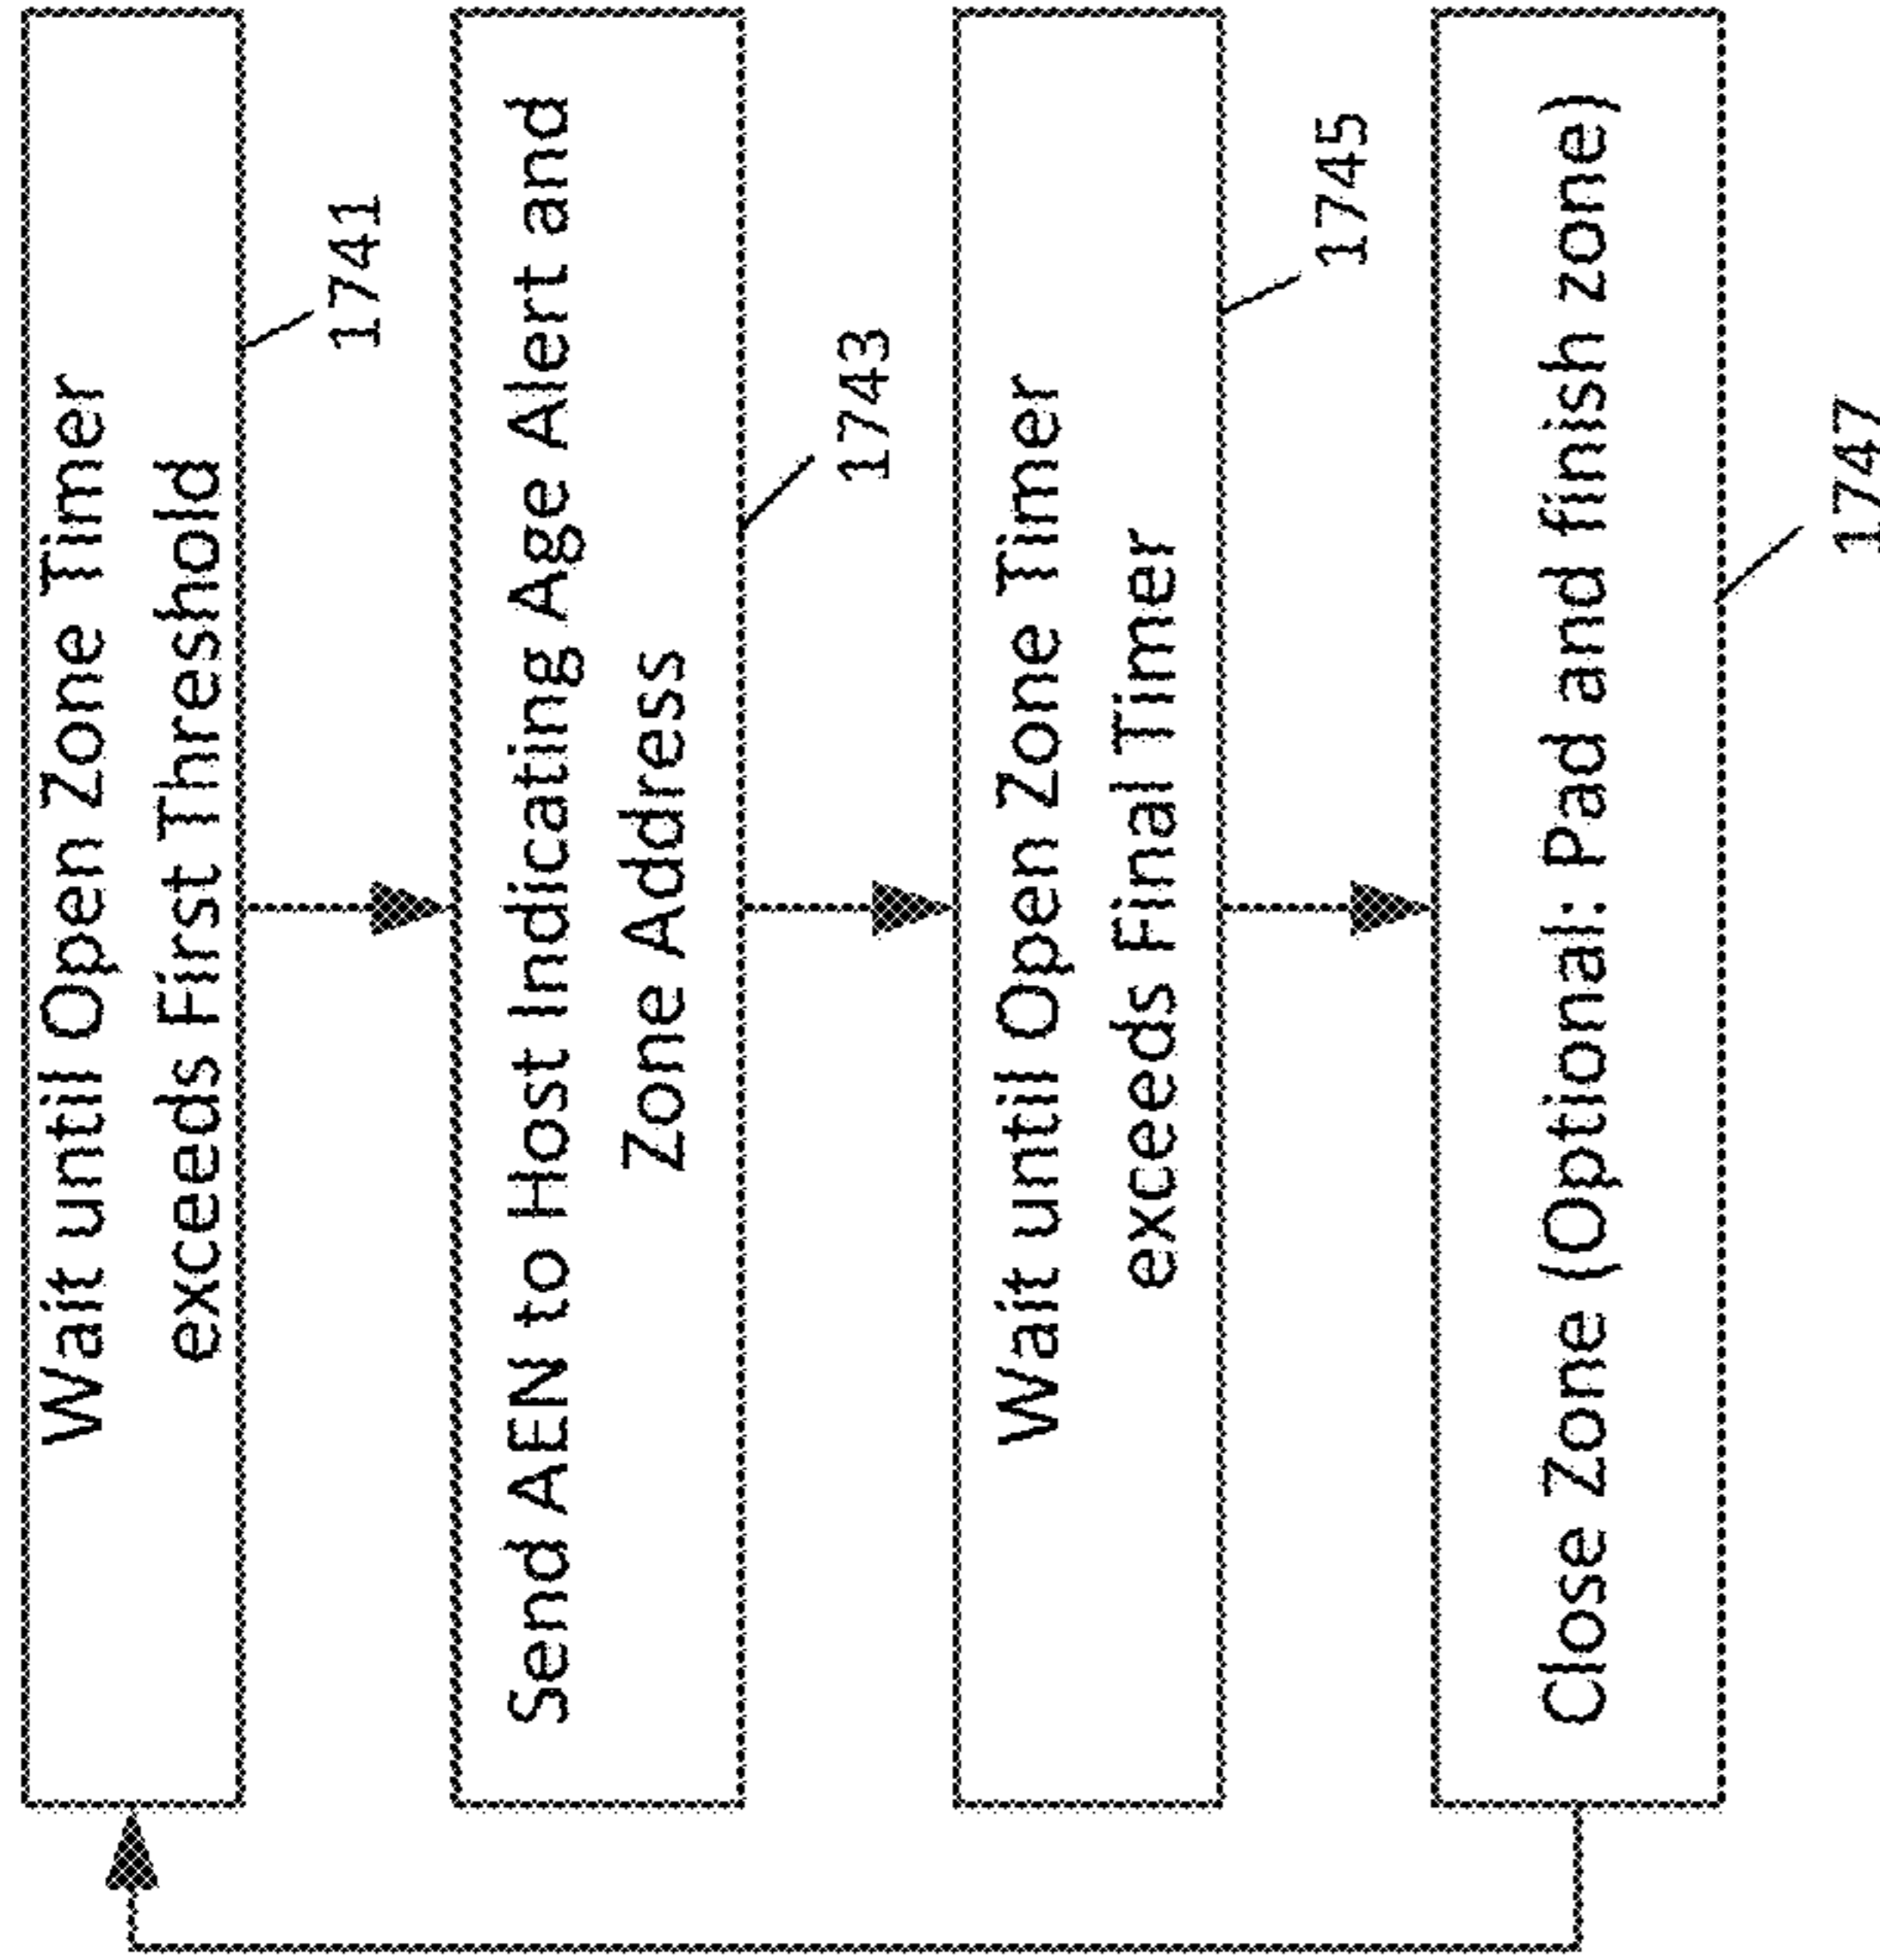 Wait until Open Zone Timer
exceeds First Threshold
1741
Send AEN to Host Indicating Age Alert and
Zone Address
1743
Wait until Open Zone Timer
exceeds Final Timer
1745
Close Zone (Optional: Pad and finish zone)
1747